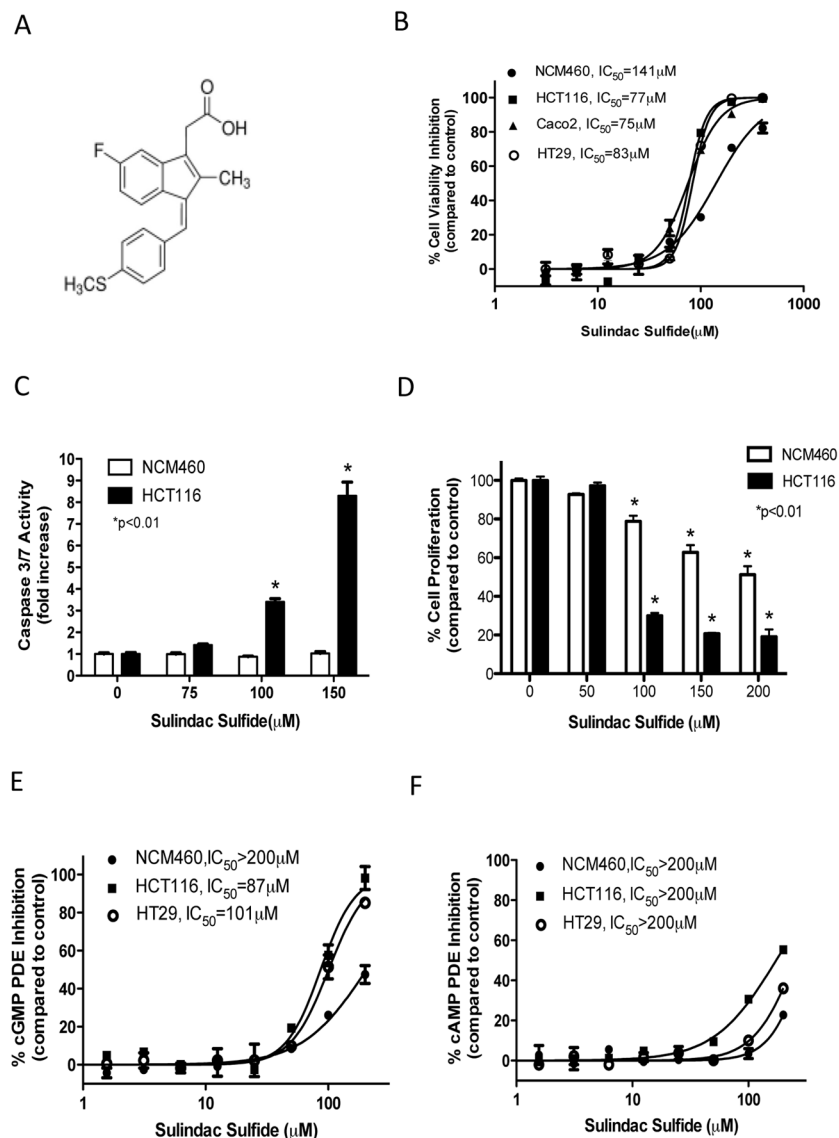 A
O
OH
F
CH3
H3CS
B
NCM460, IC50=141μM
HCT116, IC50=77μM
Caco2, IC50=75μM
HT29, IC50=83μM
% Cell Viability Inhibition
(compared to control)
100
80
60
40
20
0
1 10 100 1000
Sulindac Sulfide(μM)
C
NCM460
HCT116
*p<0.01
Caspase 3/7 Activity
(fold increase)
10
9
8
7
6
5
4
3
2
1
0
*
*
0 75 100 150
Sulindac Sulfide(μM)
D
NCM460
HCT116
*p<0.01
% Cell Proliferation
(compared to control)
100
80
60
40
20
0
* * *
* * *
0 50 100 150 200
Sulindac Sulfide (μM)
E
NCM460,IC50>200μM
HCT116, IC50=87μM
HT29, IC50=101μM
% cGMP PDE Inhibition
(compared to control)
100
80
60
40
20
0
1 10 100
Sulindac Sulfide (μM)
F
NCM460,IC50>200μM
HCT116, IC50>200μM
HT29, IC50>200μM
% cAMP PDE Inhibition
(compared to control)
100
80
60
40
20
0
1 10 100
Sulindac Sulfide (μM)